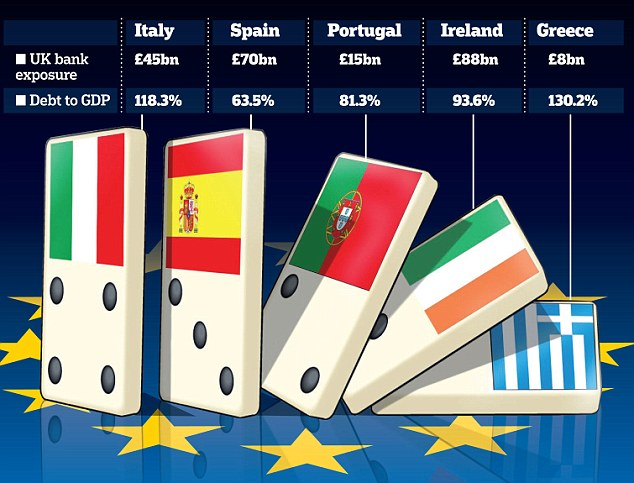 Italy Spain Portugal Ireland Greece
UK bank exposure £45bn £70bn £15bn £88bn £8bn
Debt to GDP 118.3% 63.5% 81.3% 93.6% 130.2%